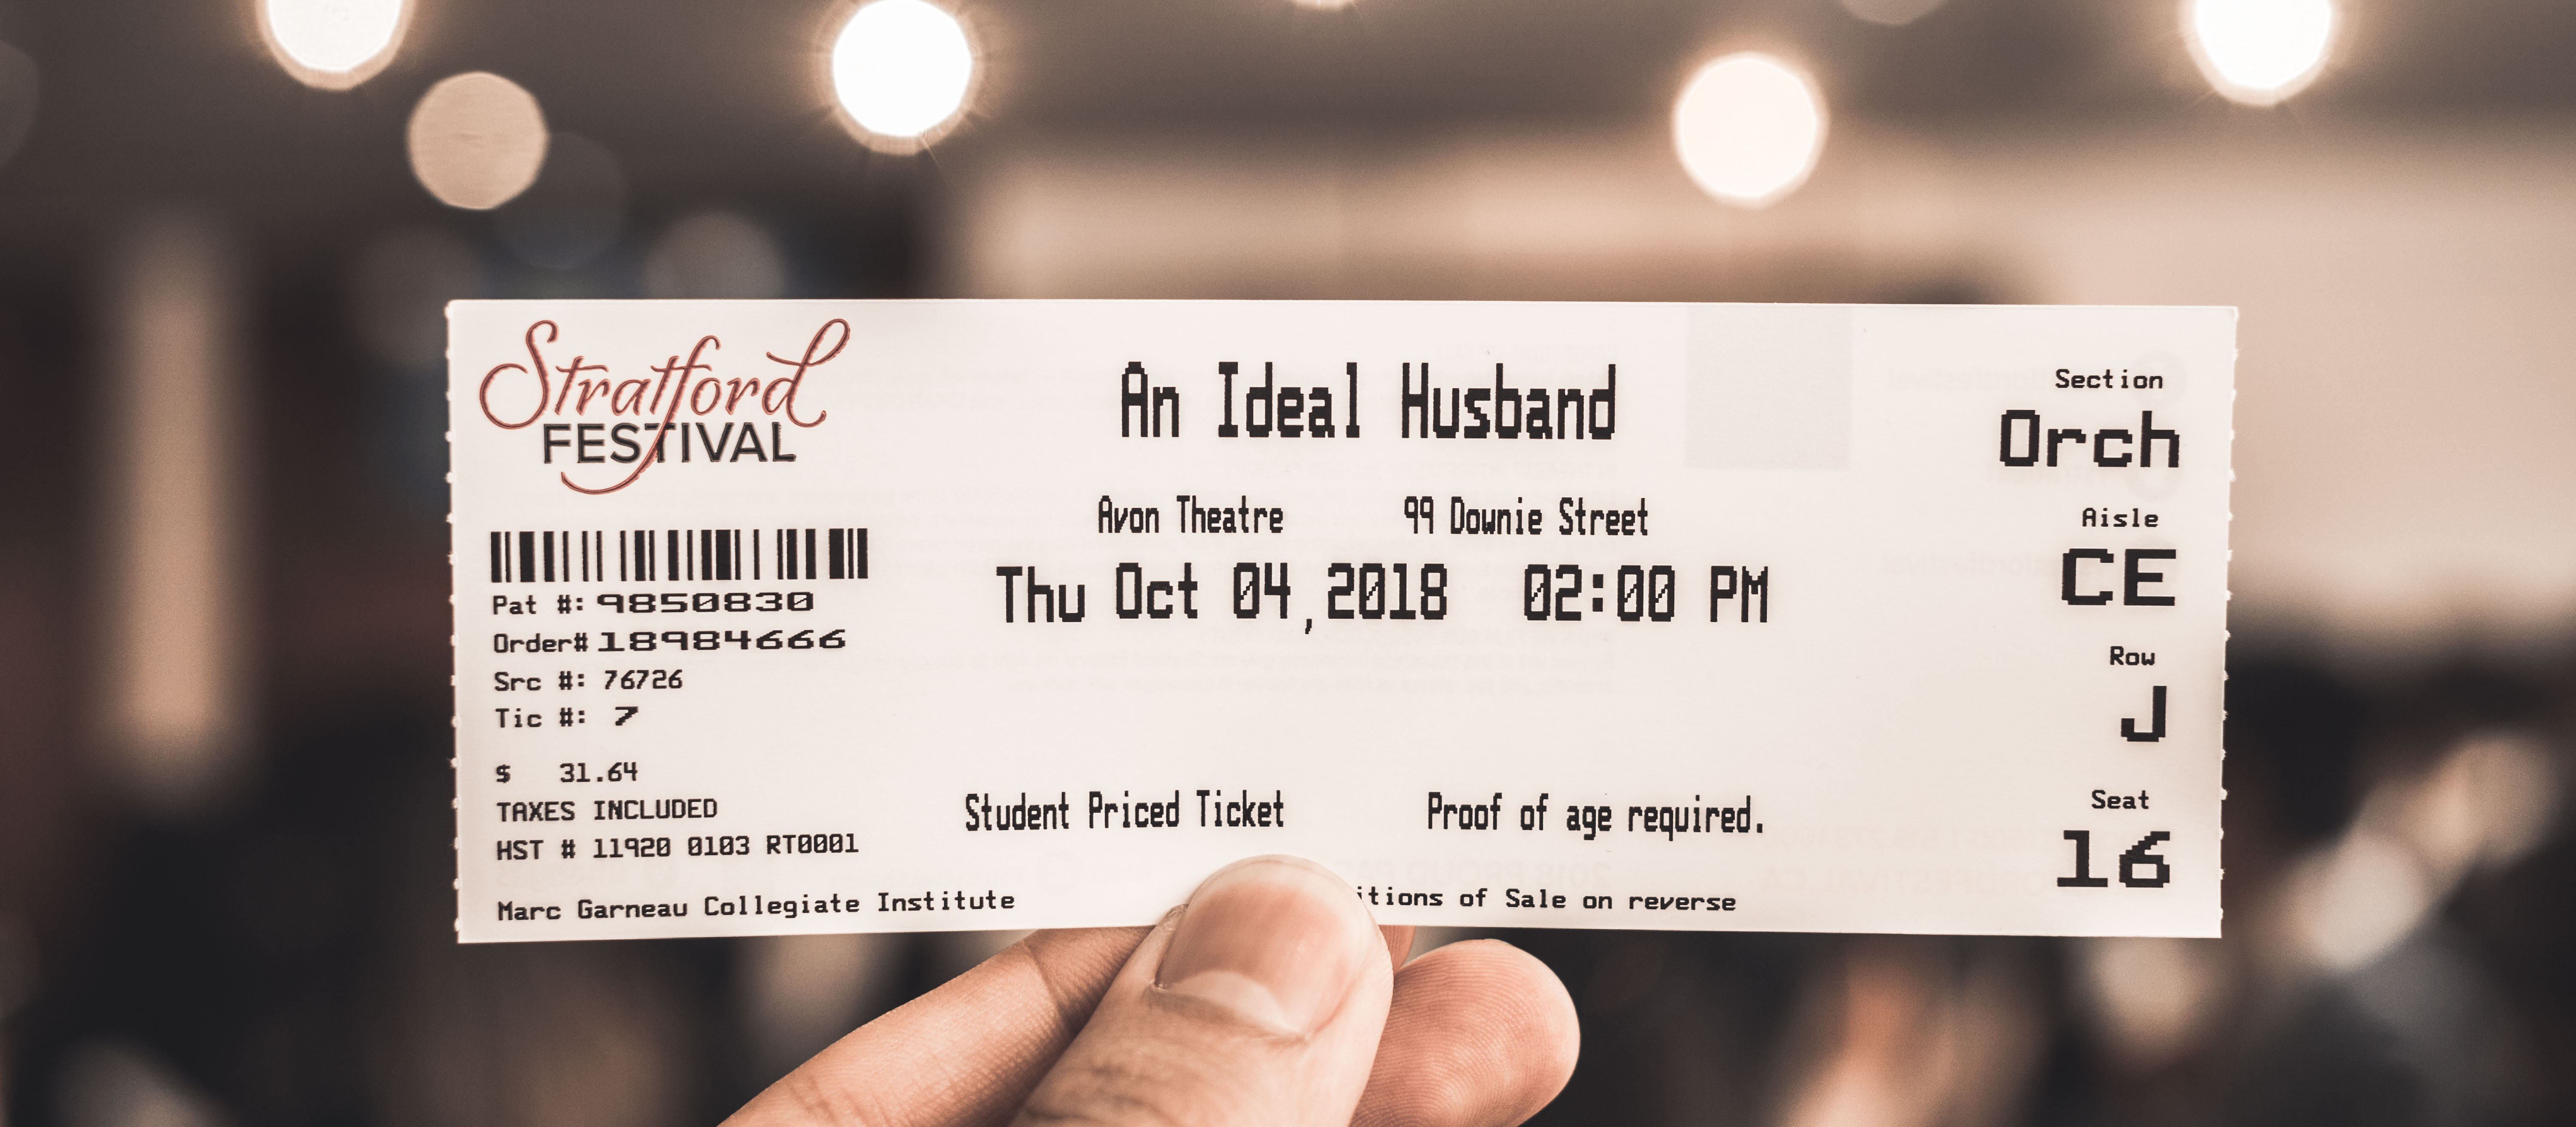 Stratford
FESTIVAL
Pat #: 9850830
Order# 18984666
Src #: 76726
Tic #: 7
$ 31.64
TAXES INCLUDED
HST # 11920 0103 RT0001
Marc Garneau Collegiate Institute
An Ideal Husband
Avon Theatre 99 Downie Street
Thu Oct 04,2018 02:00 PM
Student Priced Ticket Proof of age required.
itions of Sale on reverse
Section
Orch
Aisle
CE
Row
J
Seat
16